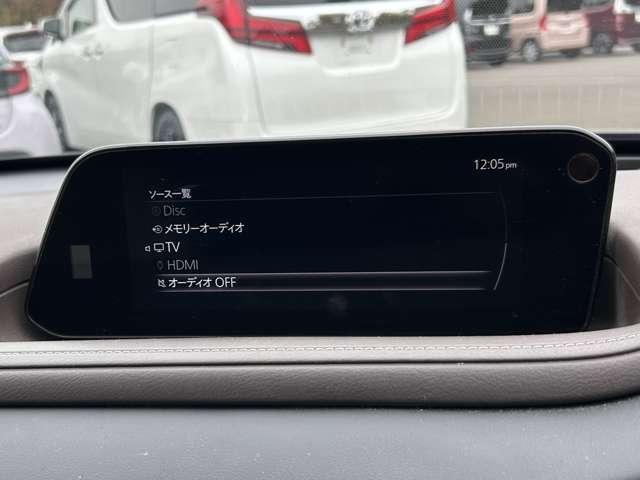 12:05pm
ソース一覧
Disc
メモリーオーディオ
TV
HDMI
オーディオ OFF